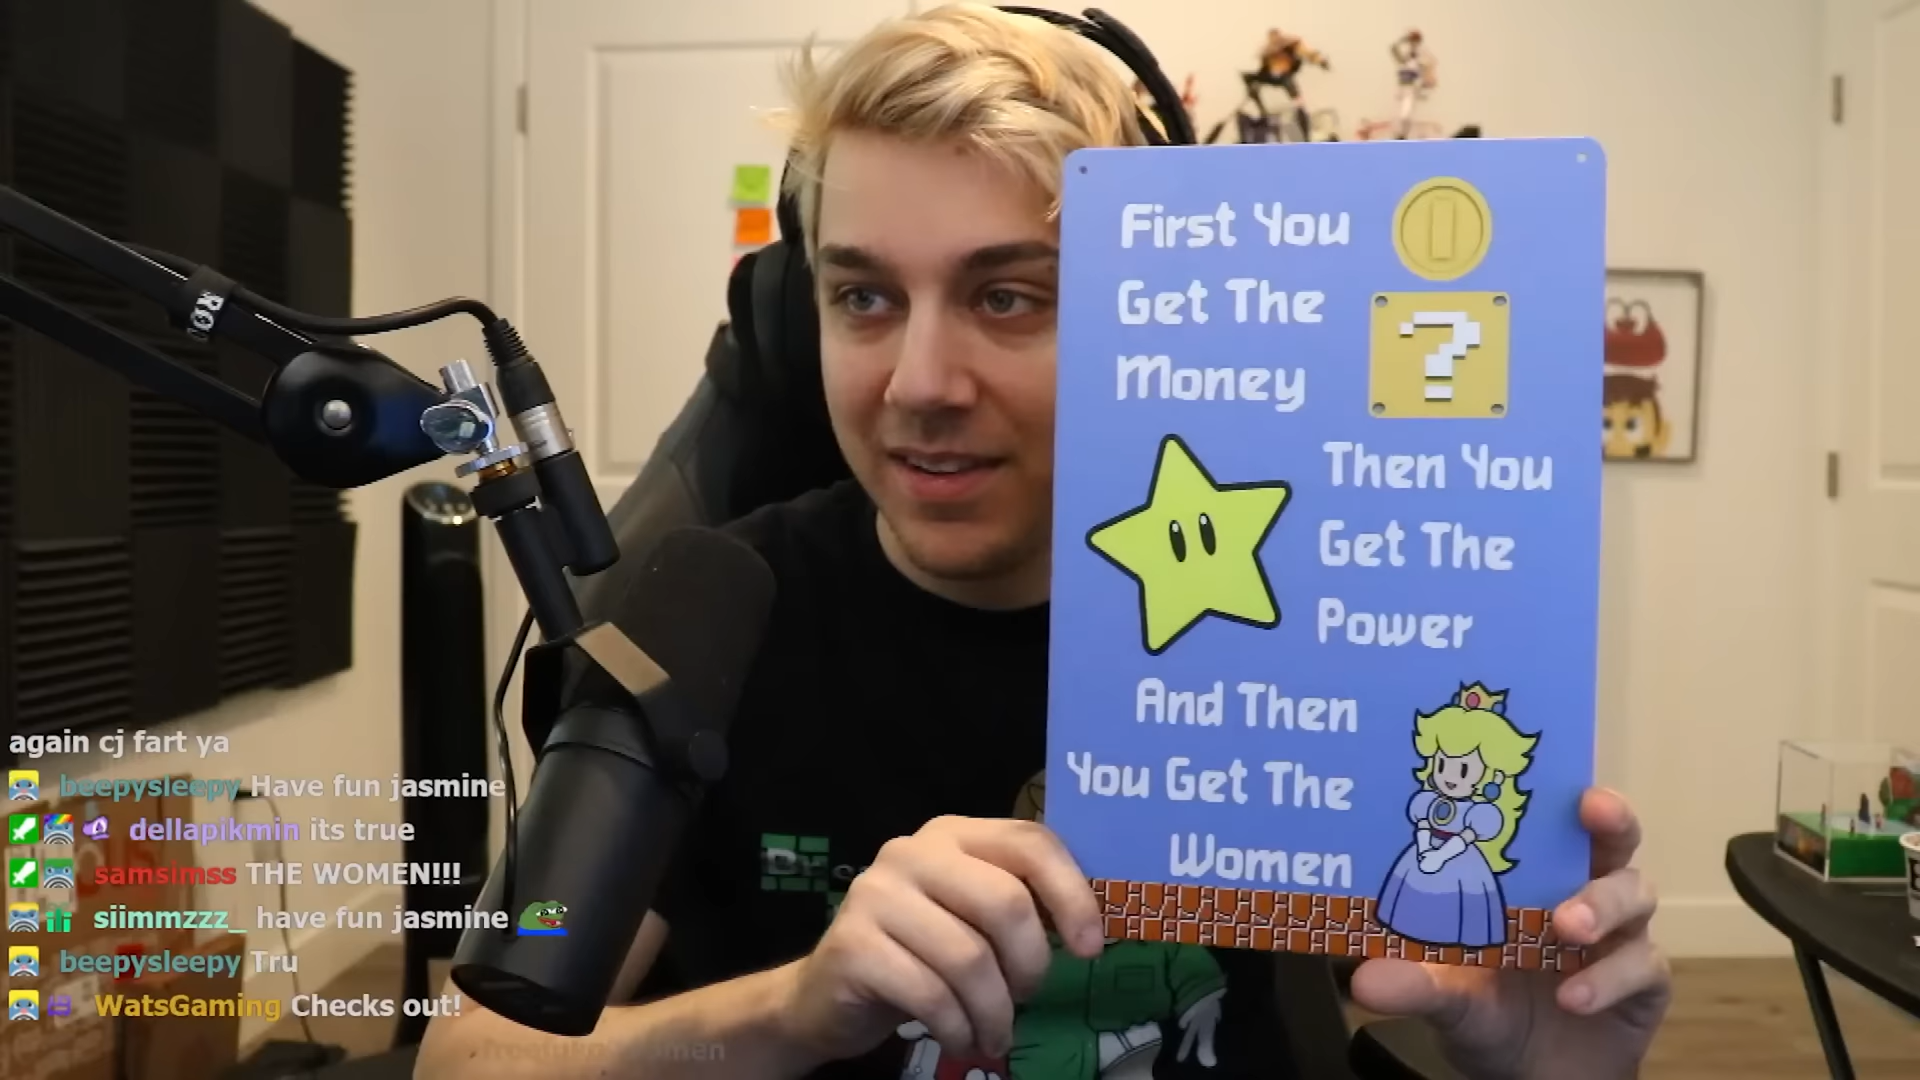 First You
Get The
Money
?
Then You
Get The
Power
And Then
You Get The
Women
again cj fart ya
beepysleepy Have fun jasmine
dellapikmin its true
samsimss THE WOMEN!!!
siimmzzz_ have fun jasmine
beepysleepy Tru
WatsGaming Checks out!